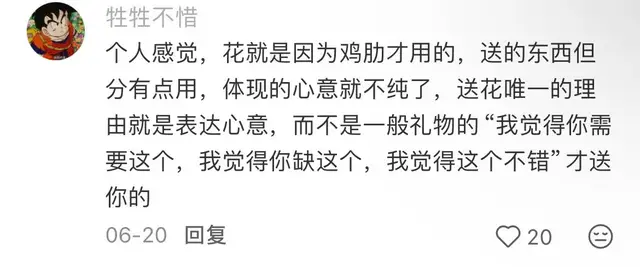 牲牲不惜
个人感觉，花就是因为鸡肋才用的，送的东西但
分有点用，体现的心意就不纯了，送花唯一的理
由就是表达心意，而不是一般礼物的“我觉得你需
要这个，我觉得你缺这个，我觉得这个不错”才送
你的
06-20 回复 20